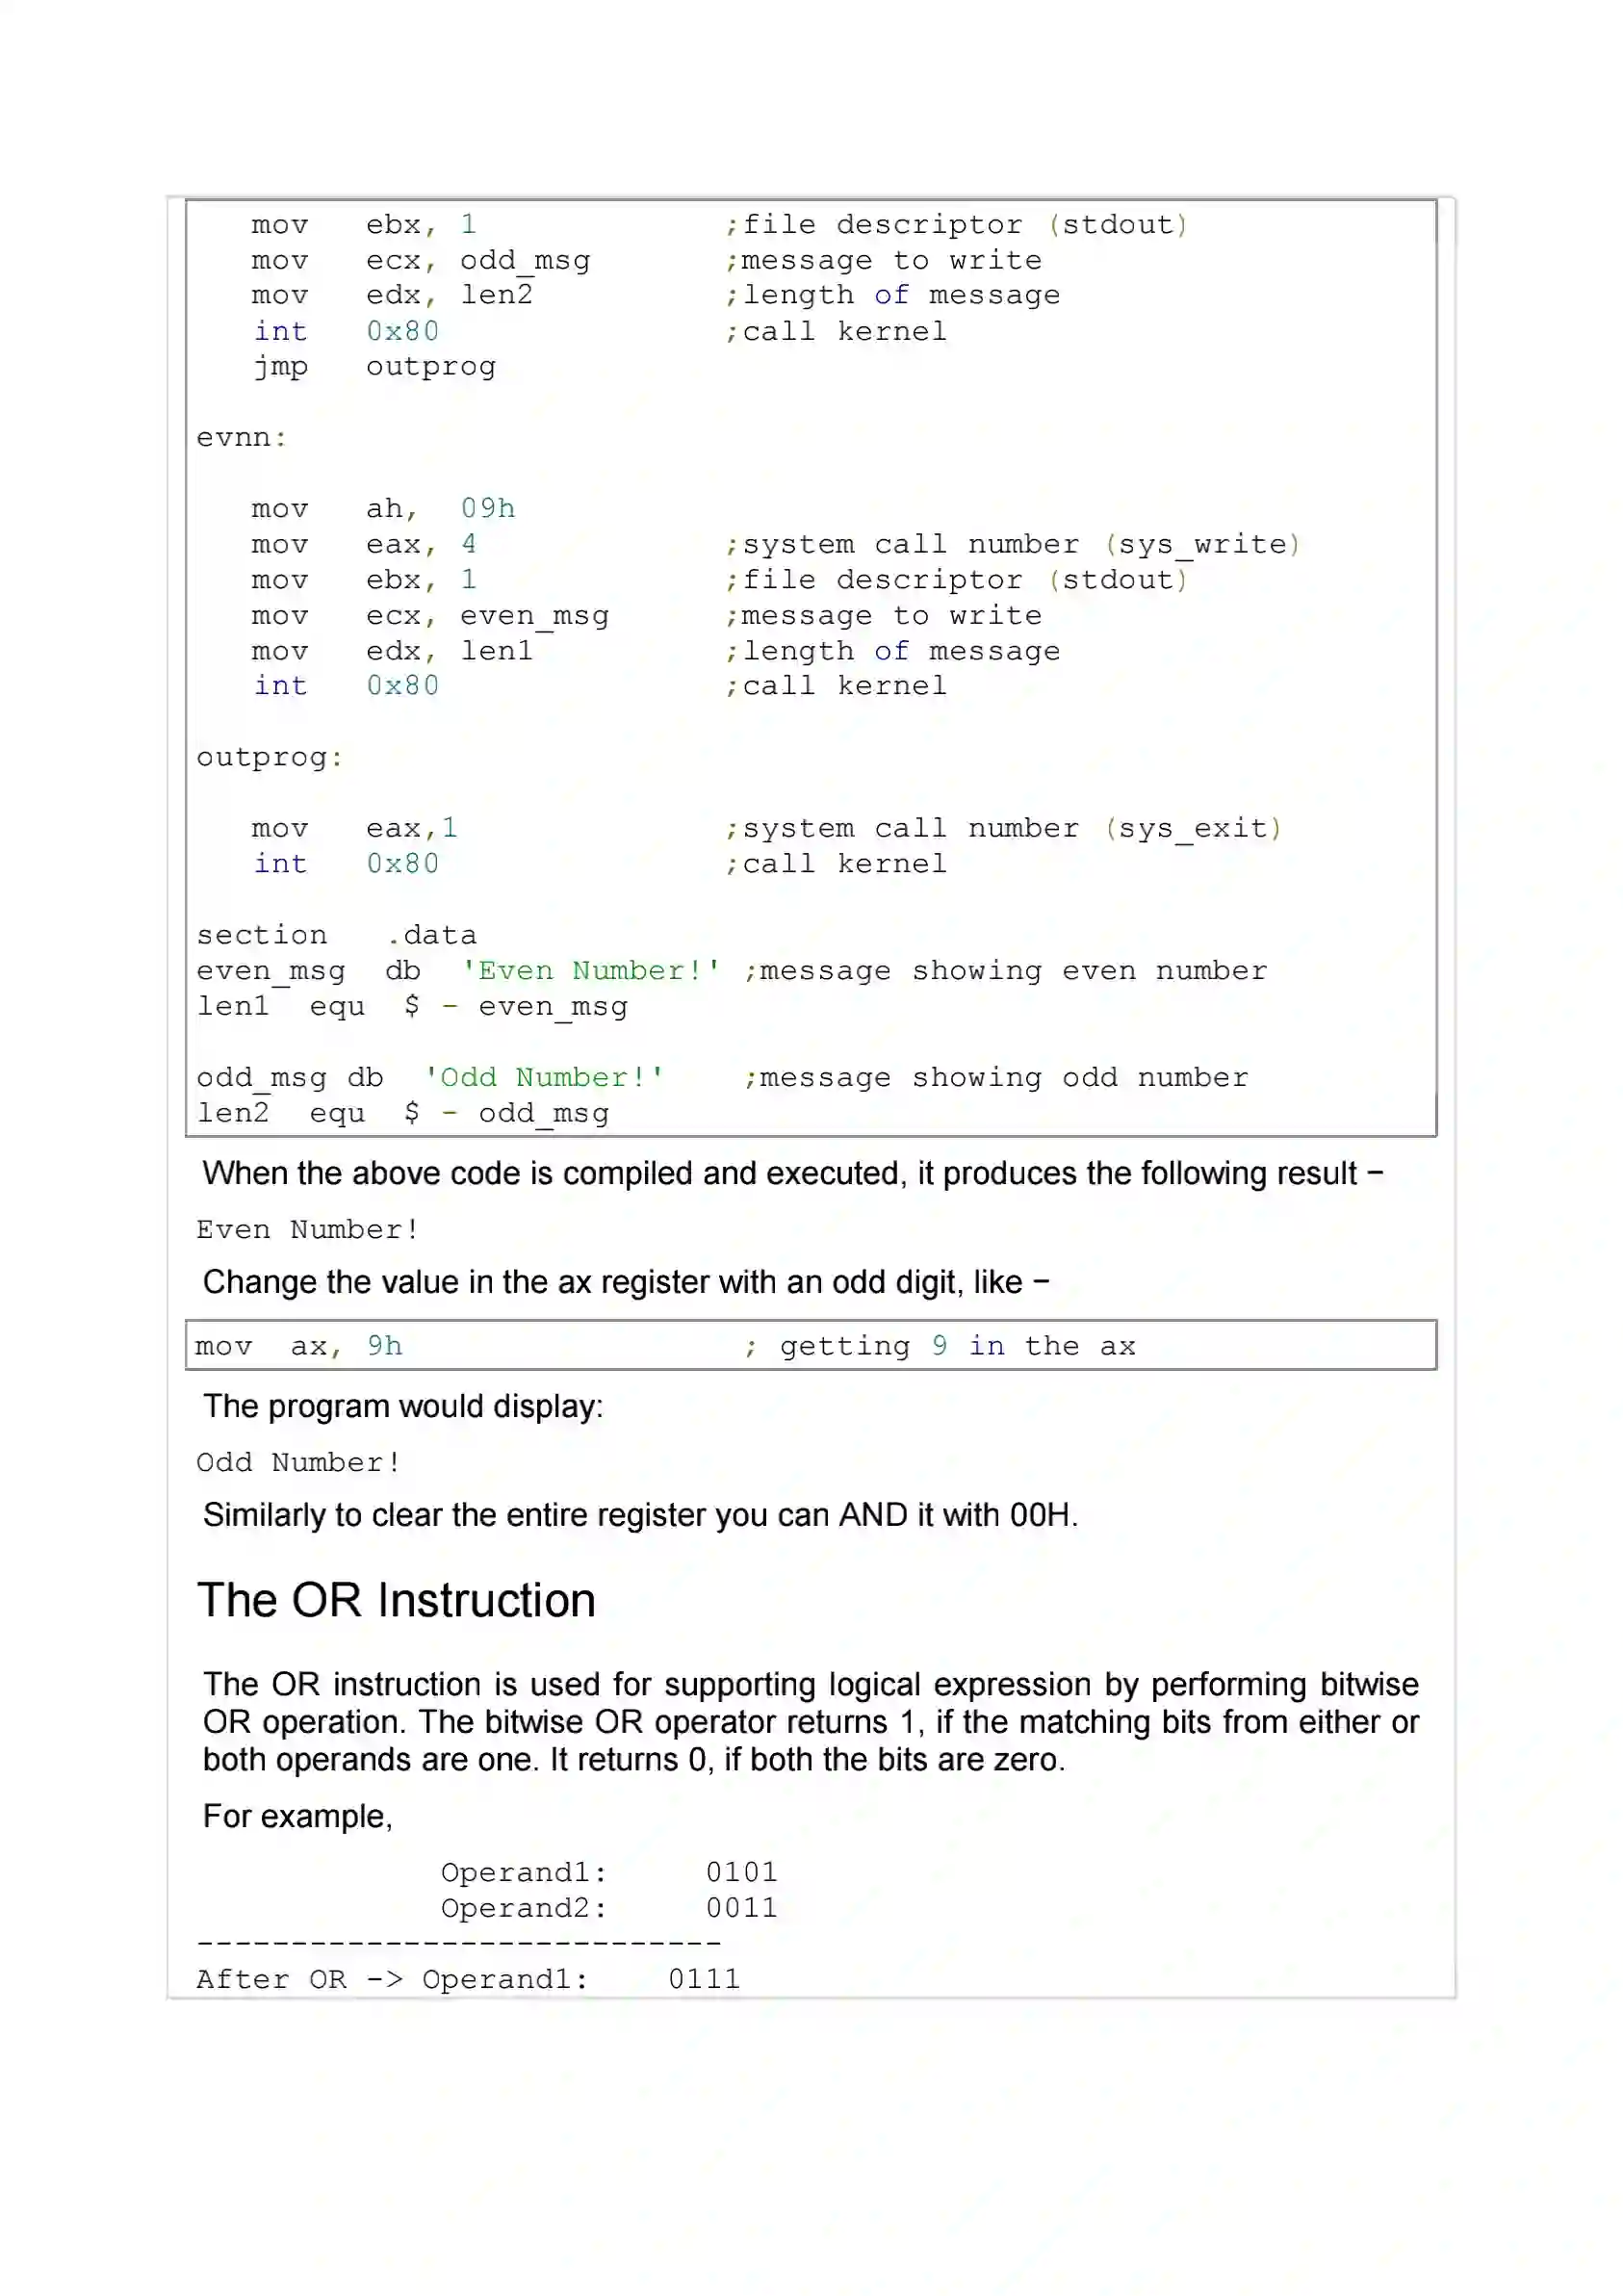 mov   ebx, 1             ;file descriptor (stdout)
mov   ecx, odd_msg       ;message to write
mov   edx, len2          ;length of message
int   0x80               ;call kernel
jmp   outprog
evnn:
mov   ah,  09h
mov   eax, 4             ;system call number (sys_write)
mov   ebx, 1             ;file descriptor (stdout)
mov   ecx, even_msg      ;message to write
mov   edx, len1          ;length of message
int   0x80               ;call kernel
outprog:
mov   eax,1              ;system call number (sys_exit)
int   0x80               ;call kernel
section   .data
even_msg  db  'Even Number!' ;message showing even number
len1  equ  $ - even_msg
odd_msg db  'Odd Number!'    ;message showing odd number
len2  equ  $ - odd_msg
When the above code is compiled and executed, it produces the following result −
Even Number!
Change the value in the ax register with an odd digit, like −
mov  ax, 9h                  ; getting 9 in the ax
The program would display:
Odd Number!
Similarly to clear the entire register you can AND it with 00H.
The OR Instruction
The OR instruction is used for supporting logical expression by performing bitwise
OR operation. The bitwise OR operator returns 1, if the matching bits from either or
both operands are one. It returns 0, if both the bits are zero.
For example,
Operand1:     0101
Operand2:     0011
----------------------------
After OR -> Operand1:    0111